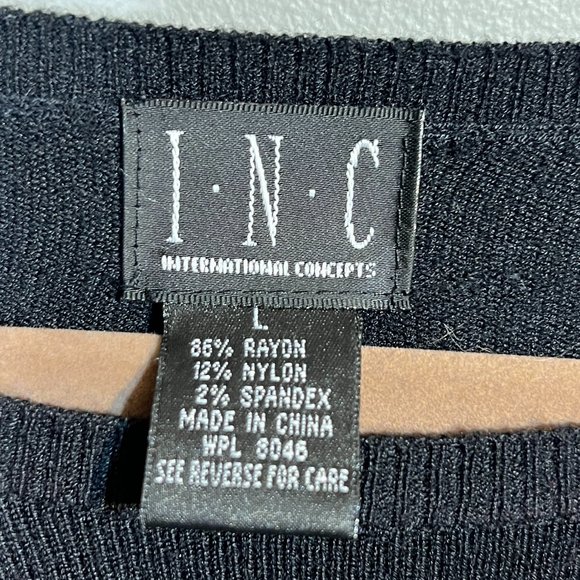 I·N·C
INTERNATIONAL CONCEPTS
L
86% RAYON
12% NYLON
2% SPANDEX
MADE IN CHINA
WPL 8046
SEE REVERSE FOR CARE